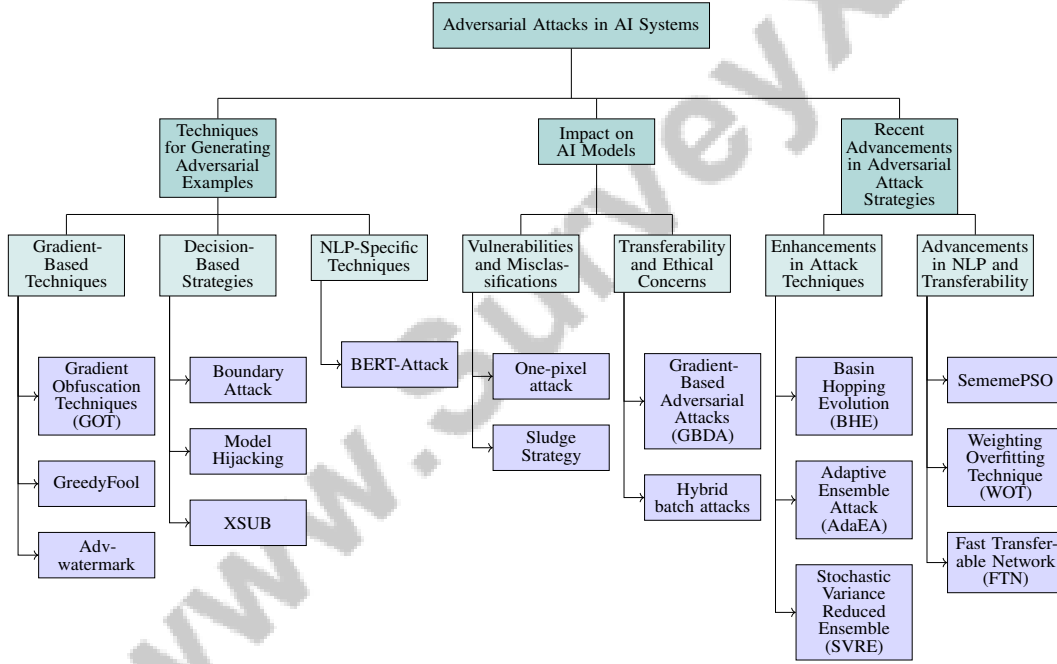 Adversarial Attacks in AI Systems
Techniques
for Generating
Adversarial
Examples
Impact on
AI Models
Recent
Advancements
in Adversarial
Attack
Strategies
Gradient-
Based
Techniques
Decision-
Based
Strategies
NLP-Specific
Techniques
Vulnerabilities
and Misclas-
sifications
Transferability
and Ethical
Concerns
Enhancements
in Attack
Techniques
Advancements
in NLP and
Transferability
Gradient
Obfuscation
Techniques
(GOT)
GreedyFool
Adv-
watermark
Boundary
Attack
Model
Hijacking
XSUB
BERT-Attack
One-pixel
attack
Sludge
Strategy
Gradient-
Based
Adversarial
Attacks
(GBDA)
Hybrid
batch attacks
Basin
Hopping
Evolution
(BHE)
Adaptive
Ensemble
Attack
(AdaEA)
Stochastic
Variance
Reduced
Ensemble
(SVRE)
SememePSO
Weighting
Overfitting
Technique
(WOT)
Fast Transfer-
able Network
(FTN)
www.SurveyX